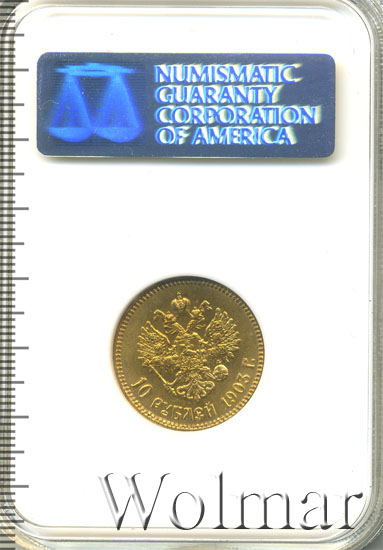 NUMISMATIC
GUARANTY
CORPORATION
OF AMERICA
10 РУБЛЕЙ 1903 Г.
Wolmar